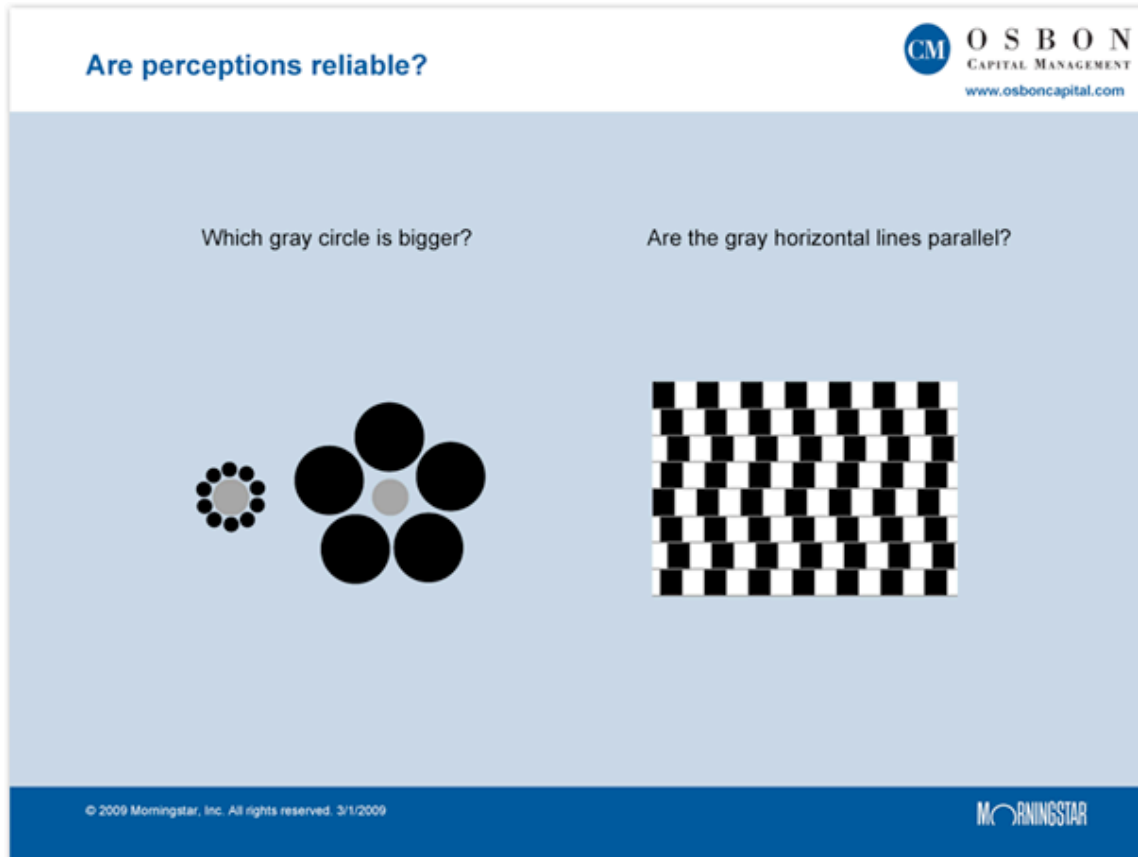 Are perceptions reliable?
CM
OSBON
CAPITAL MANAGEMENT
www.osboncapital.com
Which gray circle is bigger?
Are the gray horizontal lines parallel?
© 2009 Morningstar, Inc. All rights reserved. 3/1/2009
MORNINGSTAR